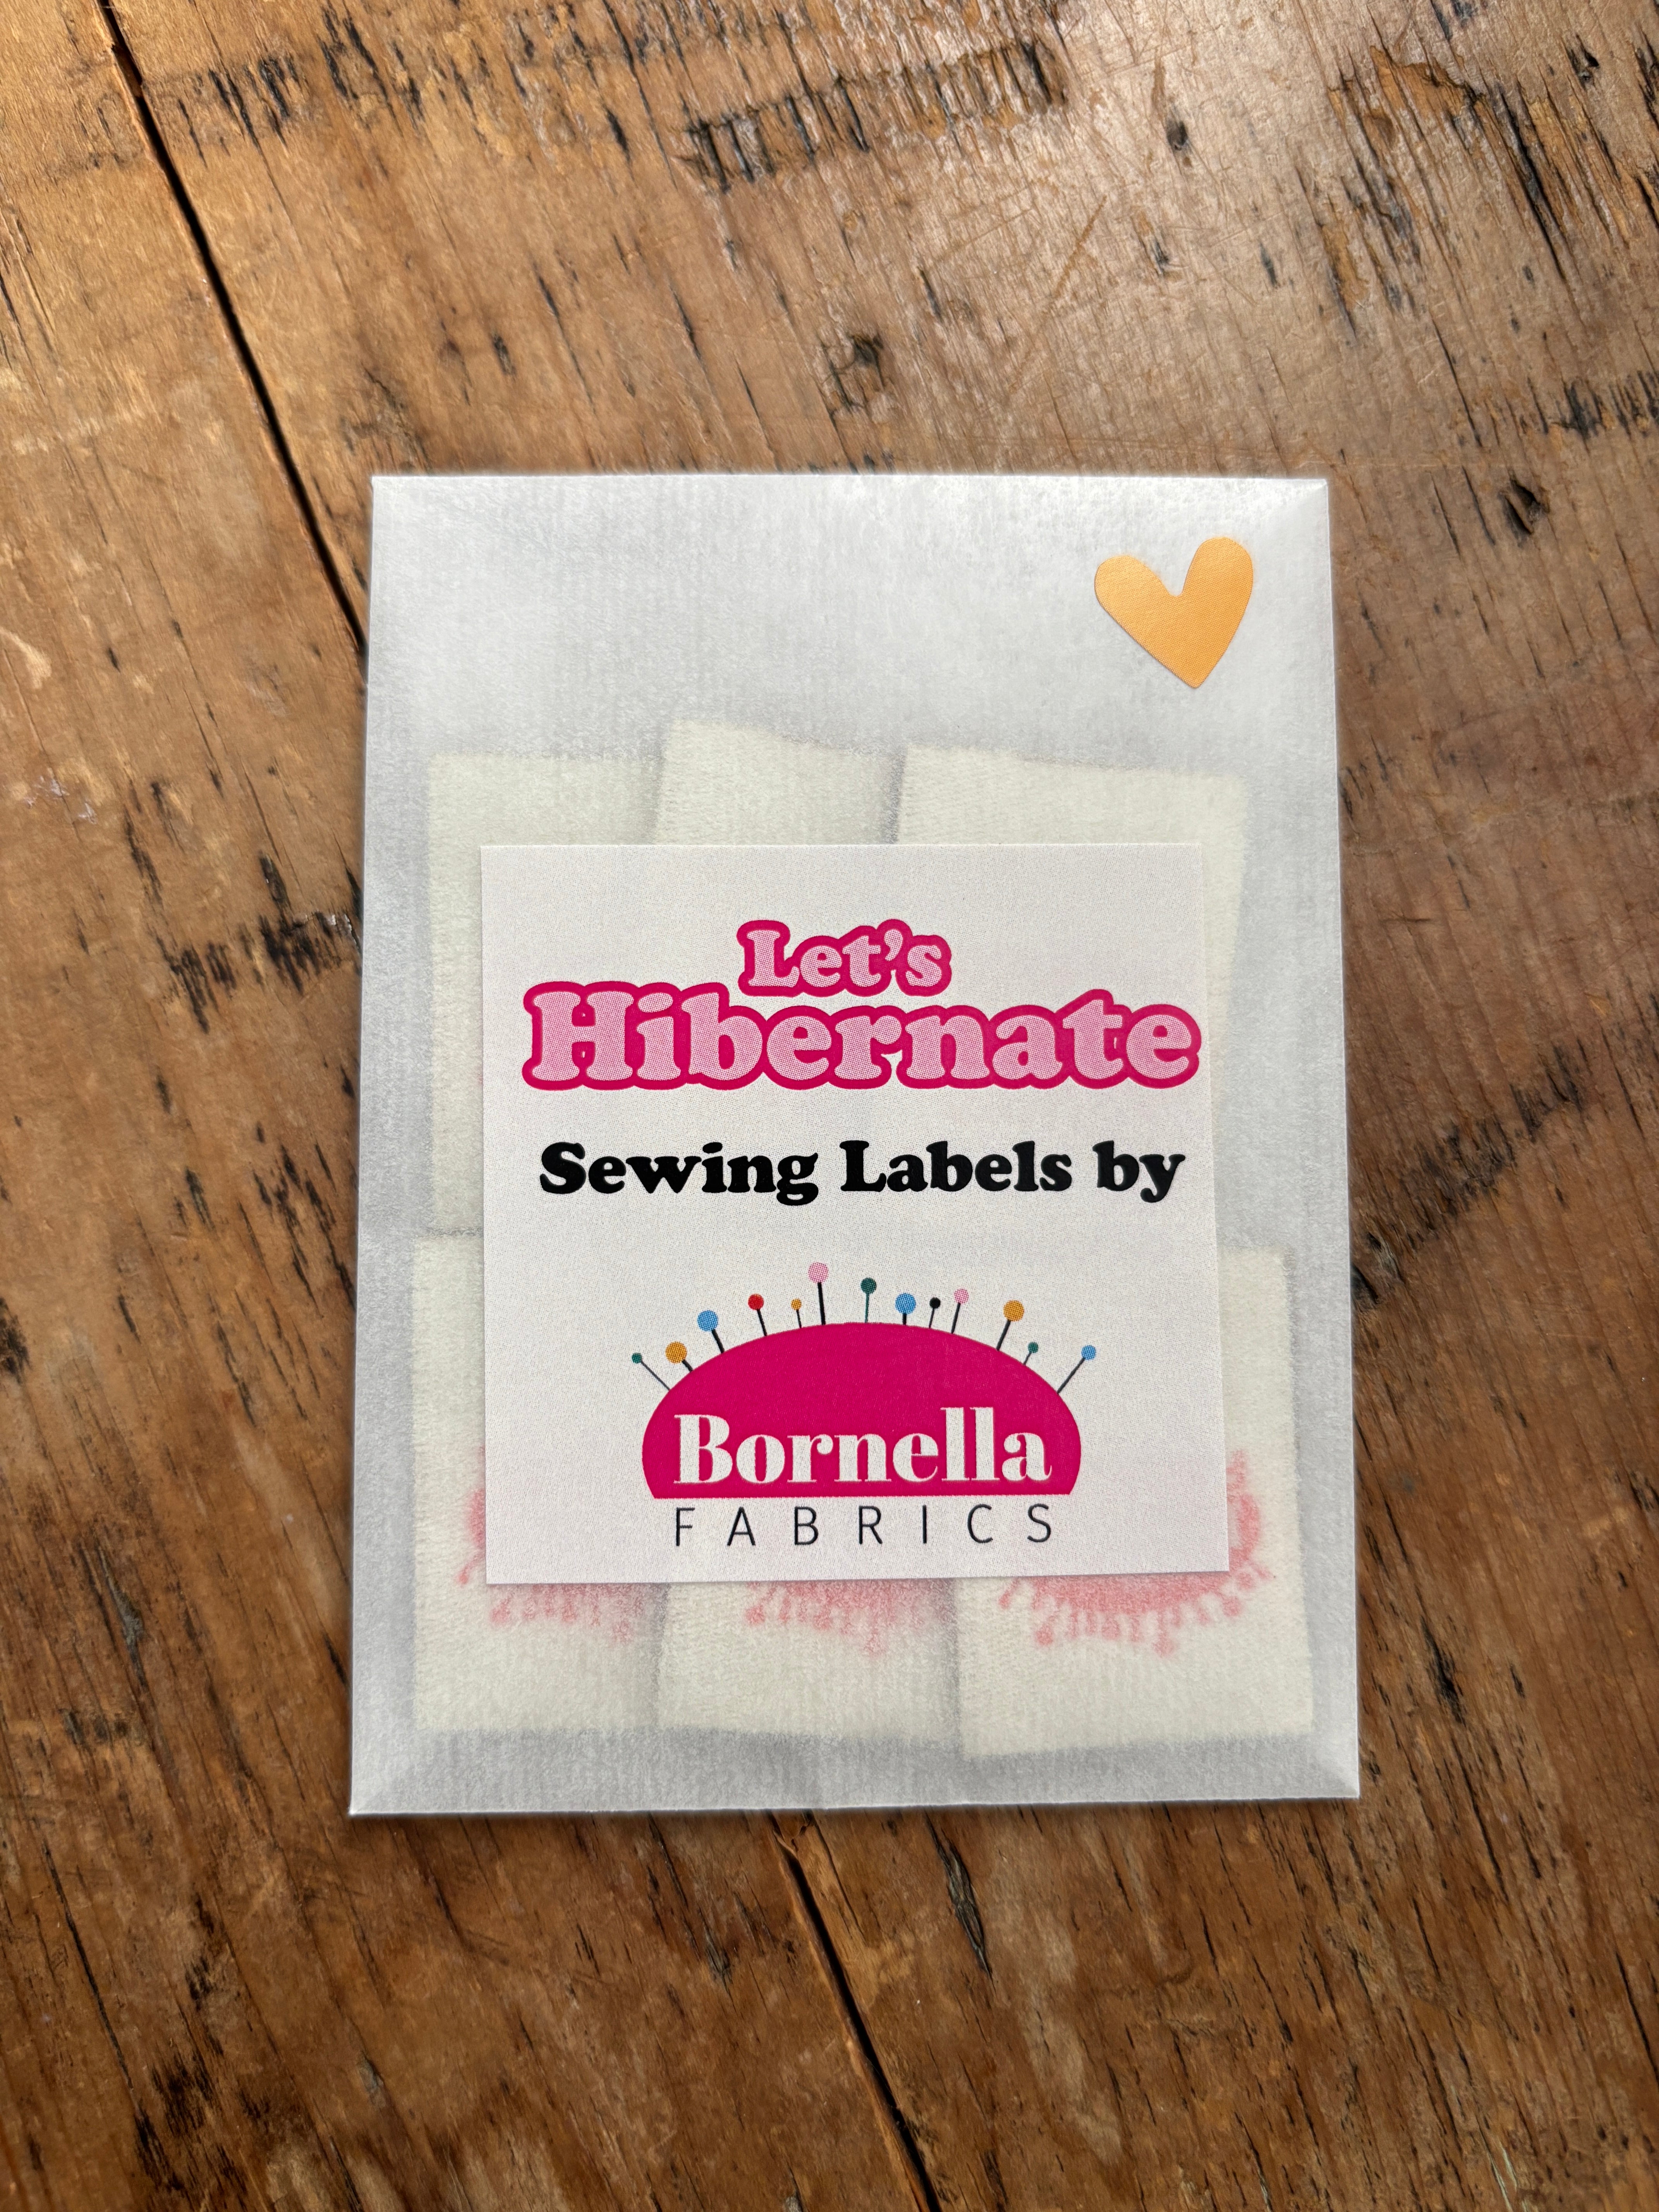 Let's
Hibernate
Sewing Labels by
Bornella
FABRICS